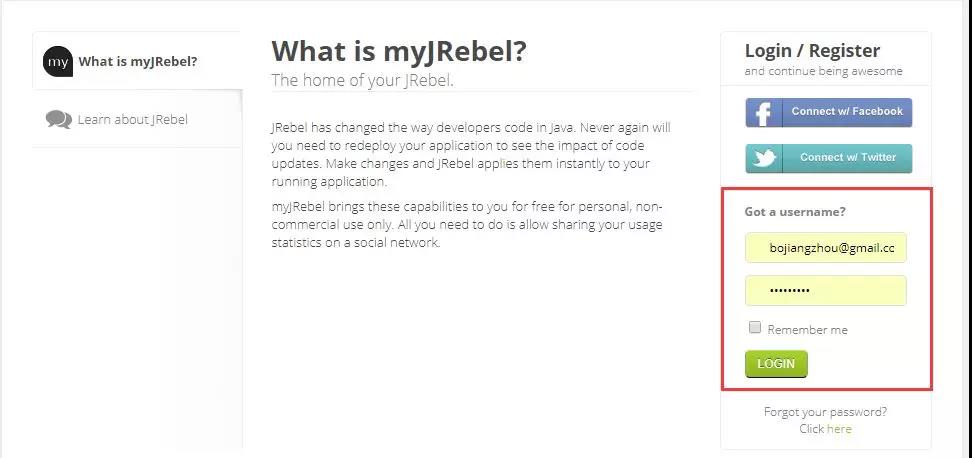 my What is myJRebel?
Learn about JRebel
What is myJRebel?
The home of your JRebel.
JRebel has changed the way developers code in Java. Never again will
you need to redeploy your application to see the impact of code
updates. Make changes and JRebel applies them instantly to your
running application.
myJRebel brings these capabilities to you for free for personal, non-
commercial use only. All you need to do is allow sharing your usage
statistics on a social network.
Login / Register
and continue being awesome
Connect w/ Facebook
Connect w/ Twitter
Got a username?
bojiangzhou@gmail.cc
•••••••••
Remember me
LOGIN
Forgot your password?
Click here